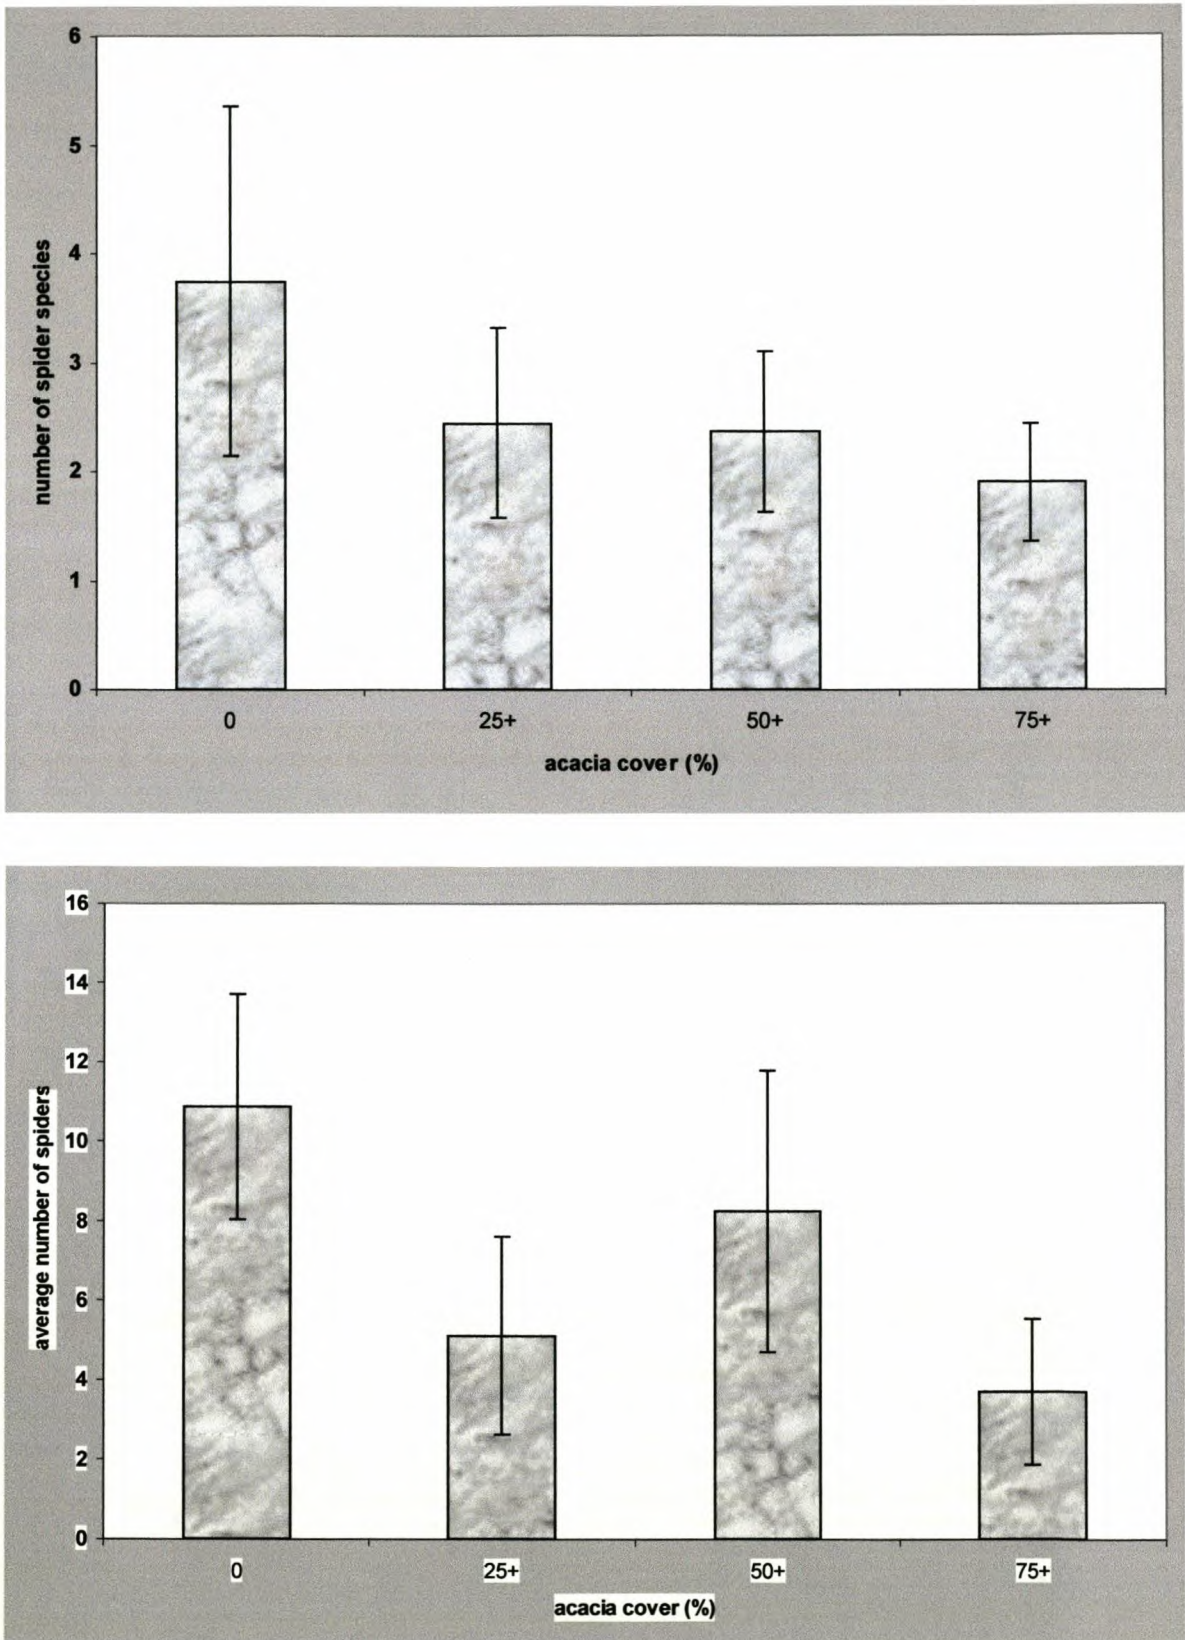 6
5
4
3
2
1
0
number of spider species
0 25+ 50+ 75+
acacia cover (%)
16
14
12
10
8
6
4
2
0
average number of spiders
0 25+ 50+ 75+
acacia cover (%)